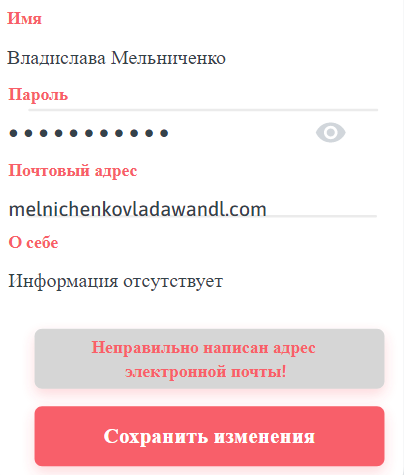 Имя
Владислава Мельниченко
Пароль
●●●●●●●●●●●
Почтовый адрес
melnichenkovladawandl.com
О себе
Информация отсутствует
Неправильно написан адрес
электронной почты!
Сохранить изменения